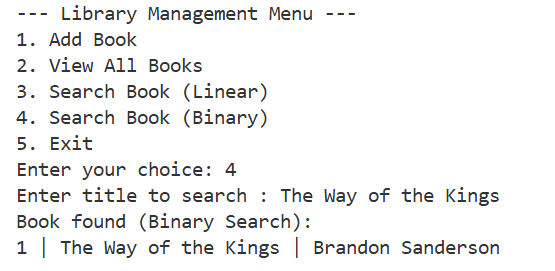 --- Library Management Menu ---
1. Add Book
2. View All Books
3. Search Book (Linear)
4. Search Book (Binary)
5. Exit
Enter your choice: 4
Enter title to search : The Way of the Kings
Book found (Binary Search):
1 | The Way of the Kings | Brandon Sanderson